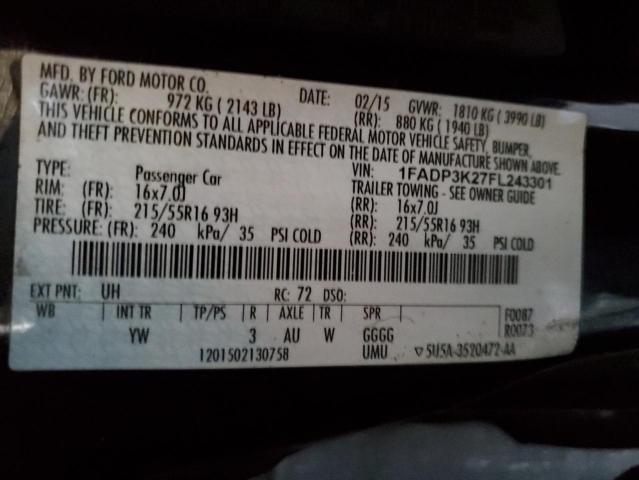 MFD. BY FORD MOTOR CO.
DATE: 02/15 GVWR: 1810 KG ( 3990 LB)
GAWR: (FR): 972 KG ( 2143 LB) (RR): 880 KG ( 1940 LB)
THIS VEHICLE CONFORMS TO ALL APPLICABLE FEDERAL MOTOR VEHICLE SAFETY, BUMPER,
AND THEFT PREVENTION STANDARDS IN EFFECT ON THE DATE OF MANUFACTURE SHOWN ABOVE.
VIN: 1FADP3K27FL243301
TYPE: Passenger Car TRAILER TOWING - SEE OWNER GUIDE
RIM: (FR): 16x7.0J (RR): 16x7.0J
TIRE: (FR): 215/55R16 93H (RR): 215/55R16 93H
PRESSURE: (FR): 240 kPa/ 35 PSI COLD (RR): 240 kPa/ 35 PSI COLD
EXT PNT: UH RC: 72 DSO:
WB INT TR TP/PS R AXLE TR SPR F0087
YW 3 AU W GGGG R0073
1201502130758 UMU ▽5U5A-3520472-AA